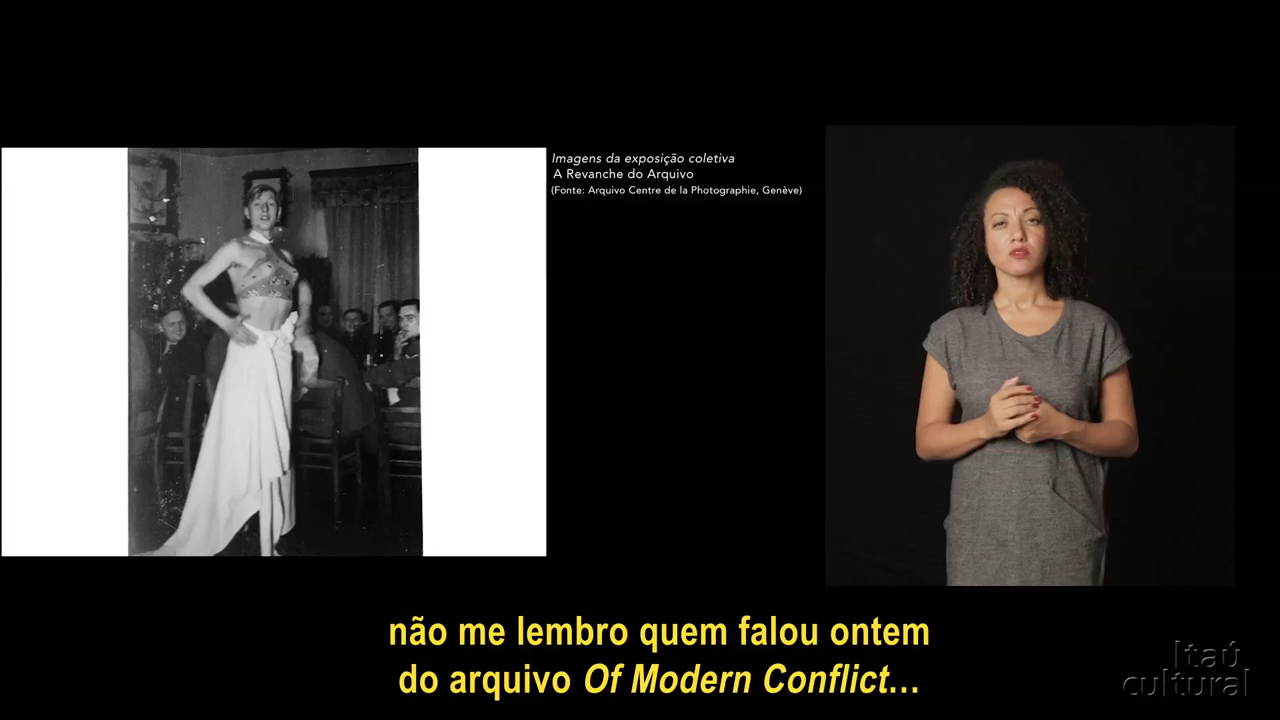 Imagens da exposição coletiva
A Revanche do Arquivo
(Fonte: Arquivo Centre de la Photographie, Genève)
não me lembro quem falou ontem
do arquivo Of Modern Conflict...
Itaú
cultural